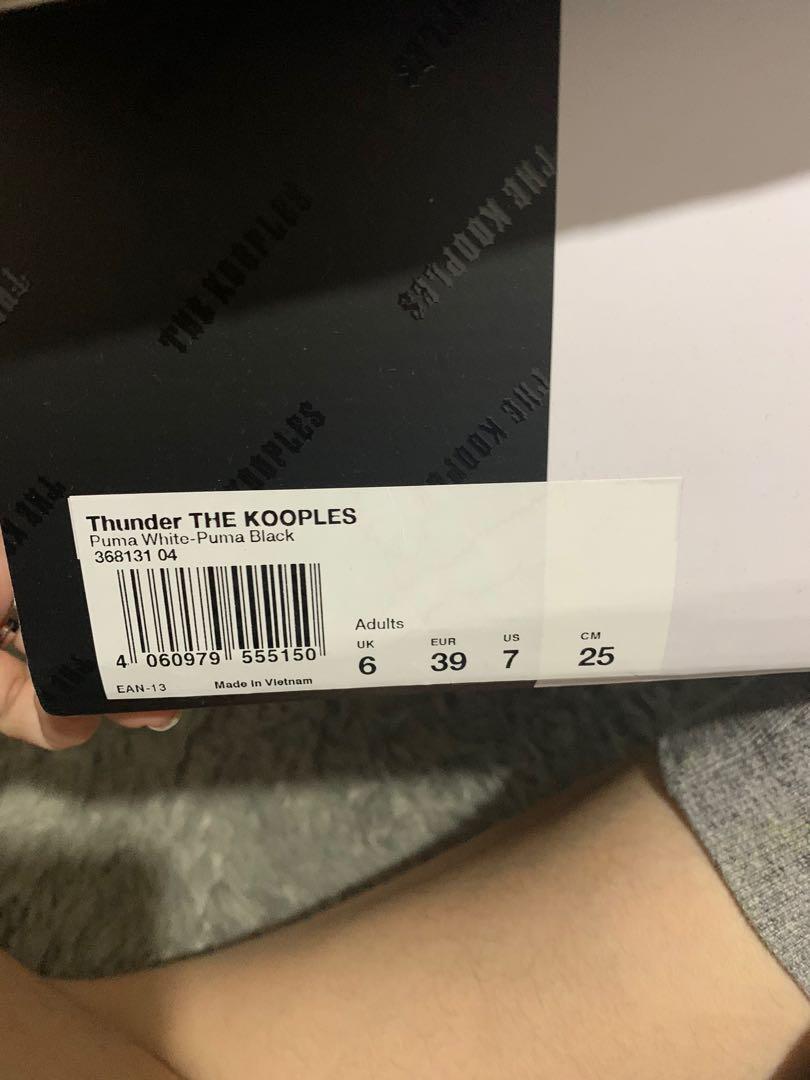 THE KOOPLES
THE KOOPLES
THE KOOPLES
KOOPLES
THE
Thunder THE KOOPLES
Puma White-Puma Black
368131 04
4 060979 555150
EAN-13 Made in Vietnam
Adults
UK EUR US CM
6 39 7 25